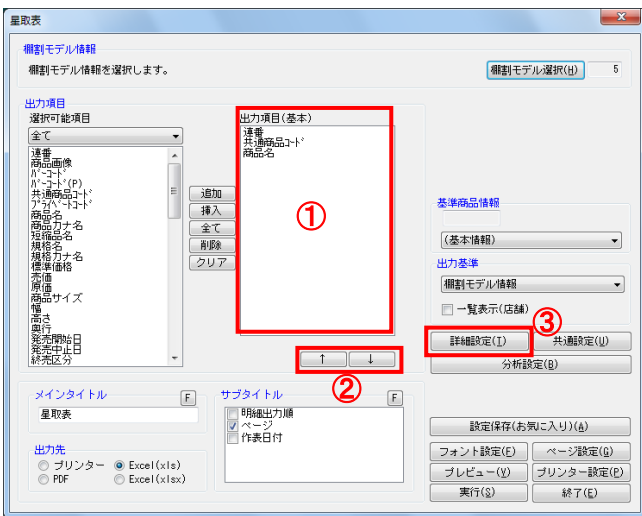 星取表
棚割モデル情報
棚割モデル情報を選択します。
棚割モデル選択(H) 5
出力項目
選択可能項目
全て
連番
商品画像
ﾊﾞｰｺｰﾄﾞ
ﾊﾞｰｺｰﾄﾞ(P)
共通商品ｺｰﾄﾞ
ﾌﾟﾗｲﾍﾞｰﾄｺｰﾄﾞ
商品名
商品カナ名
短縮品名
規格名
規格カナ名
標準価格
売価
原価
商品サイズ
幅
高さ
奥行
発売開始日
発売中止日
終売区分
追加
挿入
全て
削除
クリア
出力項目(基本)
連番
共通商品ｺｰﾄﾞ
商品名
①
↑ ↓
②
基準商品情報
(基本情報)
出力基準
棚割モデル情報
一覧表示(店舗)
③
詳細設定(I) 共通設定(U)
分析設定(B)
メインタイトル F
星取表
出力先
プリンター Excel(xls)
PDF Excel(xlsx)
サブタイトル F
明細出力順
ページ
作表日付
設定保存(お気に入り)(A)
フォント設定(F) ページ設定(G)
プレビュー(V) プリンター設定(P)
実行(S) 終了(E)